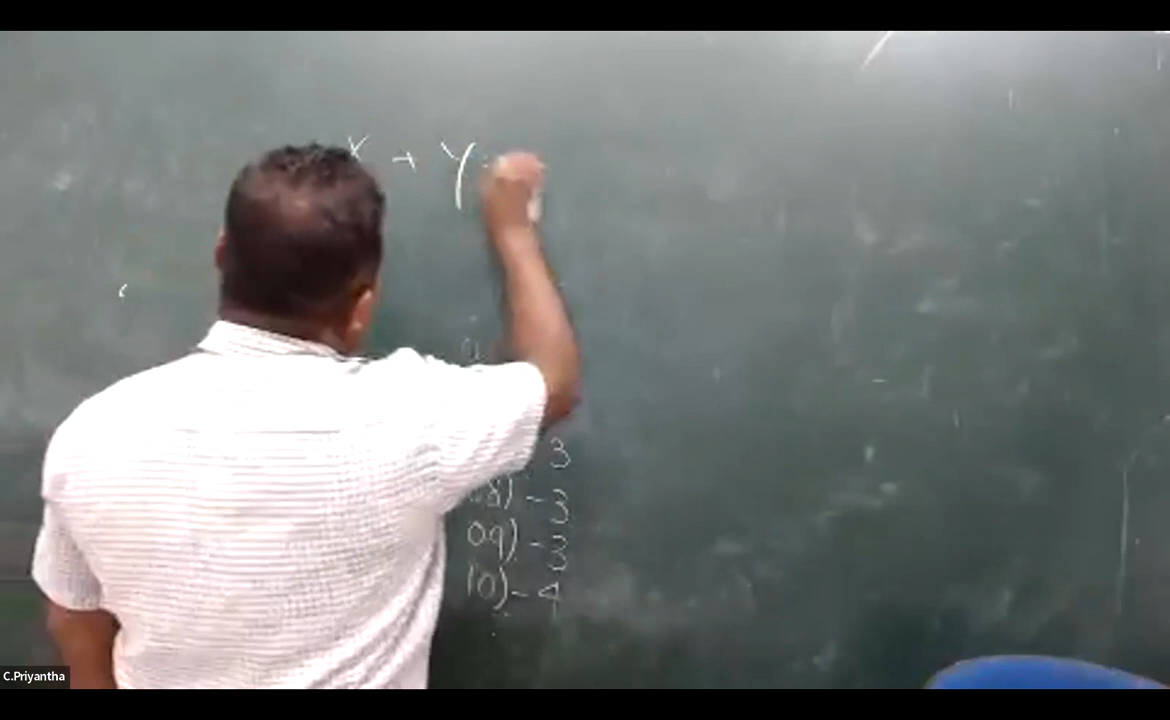 x + y
3
08) - 3
09) - 3
10) - 4
C.Priyantha